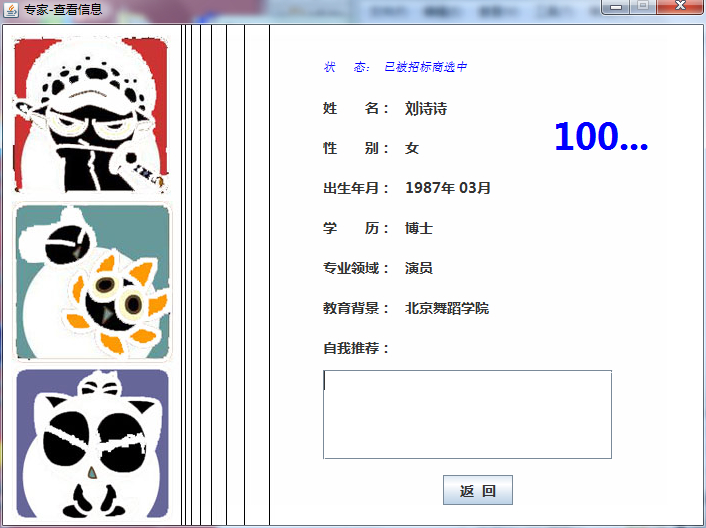 专家-查看信息
状 态： 已被招标商选中
姓 名： 刘诗诗
100...
性 别： 女
出生年月： 1987年 03月
学 历： 博士
专业领域： 演员
教育背景： 北京舞蹈学院
自我推荐：
返 回